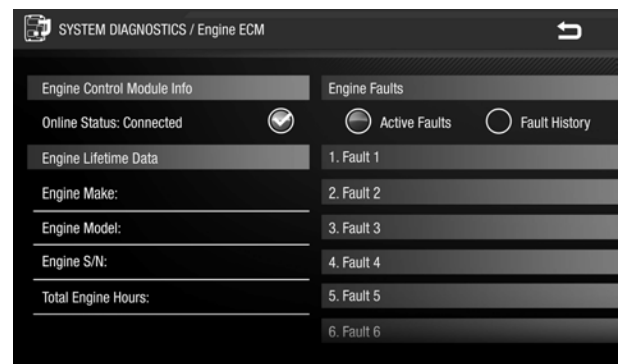 SYSTEM DIAGNOSTICS / Engine ECM
Engine Control Module Info
Online Status: Connected
Engine Lifetime Data
Engine Make:
Engine Model:
Engine S/N:
Total Engine Hours:
Engine Faults
Active Faults
Fault History
1. Fault 1
2. Fault 2
3. Fault 3
4. Fault 4
5. Fault 5
6. Fault 6